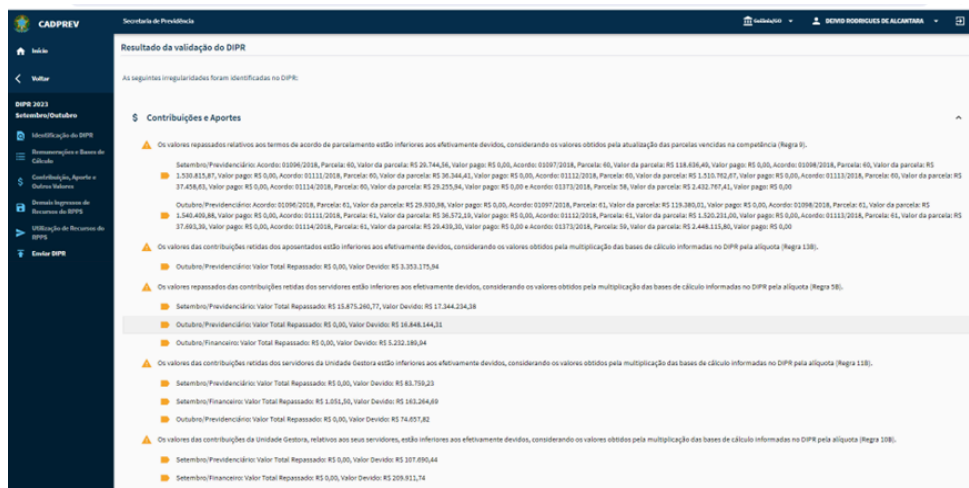 CADPREV
Secretaria de Previdência
Goiânia/GO
DEIVID RODRIGUES DE ALCANTARA
Início
Voltar
DIPR 2023
Setembro/Outubro
Identificação do DIPR
Remunerações e Bases de
Cálculo
Contribuição, Aporte e
Outros Valores
Demais Ingressos de
Recursos do RPPS
Utilização de Recursos do
RPPS
Enviar DIPR
Resultado da validação do DIPR
As seguintes irregularidades foram identificadas no DIPR:
$ Contribuições e Aportes
Os valores repassados relativos aos termos de acordo de parcelamento estão inferiores aos efetivamente devidos, considerando os valores obtidos pela atualização das parcelas vencidas na competência (Regra 9).
Setembro/Previdenciário: Acordo: 01096/2018, Parcela: 60, Valor da parcela: R$ 29.744,56, Valor pago: R$ 0,00, Acordo: 01097/2018, Parcela: 60, Valor da parcela: R$ 118.636,49, Valor pago: R$ 0,00, Acordo: 01098/2018, Parcela: 60, Valor da parcela: R$
1.530.815,87, Valor pago: R$ 0,00, Acordo: 01111/2018, Parcela: 60, Valor da parcela: R$ 36.344,41, Valor pago: R$ 0,00, Acordo: 01112/2018, Parcela: 60, Valor da parcela: R$ 1.510.762,67, Valor pago: R$ 0,00, Acordo: 01113/2018, Parcela: 60, Valor da parcela: R$
37.458,63, Valor pago: R$ 0,00, Acordo: 01114/2018, Parcela: 60, Valor da parcela: R$ 29.255,94, Valor pago: R$ 0,00 e Acordo: 01373/2018, Parcela: 58, Valor da parcela: R$ 2.432.767,41, Valor pago: R$ 0,00
Outubro/Previdenciário: Acordo: 01096/2018, Parcela: 61, Valor da parcela: R$ 29.930,98, Valor pago: R$ 0,00, Acordo: 01097/2018, Parcela: 61, Valor da parcela: R$ 119.380,01, Valor pago: R$ 0,00, Acordo: 01098/2018, Parcela: 61, Valor da parcela: R$
1.540.409,88, Valor pago: R$ 0,00, Acordo: 01111/2018, Parcela: 61, Valor da parcela: R$ 36.572,19, Valor pago: R$ 0,00, Acordo: 01112/2018, Parcela: 61, Valor da parcela: R$ 1.520.231,00, Valor pago: R$ 0,00, Acordo: 01113/2018, Parcela: 61, Valor da parcela: R$
37.693,39, Valor pago: R$ 0,00, Acordo: 01114/2018, Parcela: 61, Valor da parcela: R$ 29.439,30, Valor pago: R$ 0,00 e Acordo: 01373/2018, Parcela: 59, Valor da parcela: R$ 2.448.115,80, Valor pago: R$ 0,00
Os valores das contribuições retidas dos aposentados estão inferiores aos efetivamente devidos, considerando os valores obtidos pela multiplicação das bases de cálculo informadas no DIPR pela alíquota (Regra 13B).
Outubro/Previdenciário: Valor Total Repassado: R$ 0,00, Valor Devido: R$ 3.353.175,94
Os valores repassados das contribuições retidas dos servidores estão inferiores aos efetivamente devidos, considerando os valores obtidos pela multiplicação das bases de cálculo informadas no DIPR pela alíquota (Regra 5B).
Setembro/Previdenciário: Valor Total Repassado: R$ 15.875.260,77, Valor Devido: R$ 17.344.234,38
Outubro/Previdenciário: Valor Total Repassado: R$ 0,00, Valor Devido: R$ 16.848.144,31
Outubro/Financeiro: Valor Total Repassado: R$ 0,00, Valor Devido: R$ 5.232.189,94
Os valores das contribuições retidas dos servidores da Unidade Gestora estão inferiores aos efetivamente devidos, considerando os valores obtidos pela multiplicação das bases de cálculo informadas no DIPR pela alíquota (Regra 11B).
Setembro/Previdenciário: Valor Total Repassado: R$ 0,00, Valor Devido: R$ 83.759,23
Setembro/Financeiro: Valor Total Repassado: R$ 1.051,30, Valor Devido: R$ 163.264,69
Outubro/Previdenciário: Valor Total Repassado: R$ 0,00, Valor Devido: R$ 74.657,82
Os valores das contribuições da Unidade Gestora, relativos aos seus servidores, estão inferiores aos efetivamente devidos, considerando os valores obtidos pela multiplicação das bases de cálculo informadas no DIPR pela alíquota (Regra 10B).
Setembro/Previdenciário: Valor Total Repassado: R$ 0,00, Valor Devido: R$ 107.690,44
Setembro/Financeiro: Valor Total Repassado: R$ 0,00, Valor Devido: R$ 209.911,74